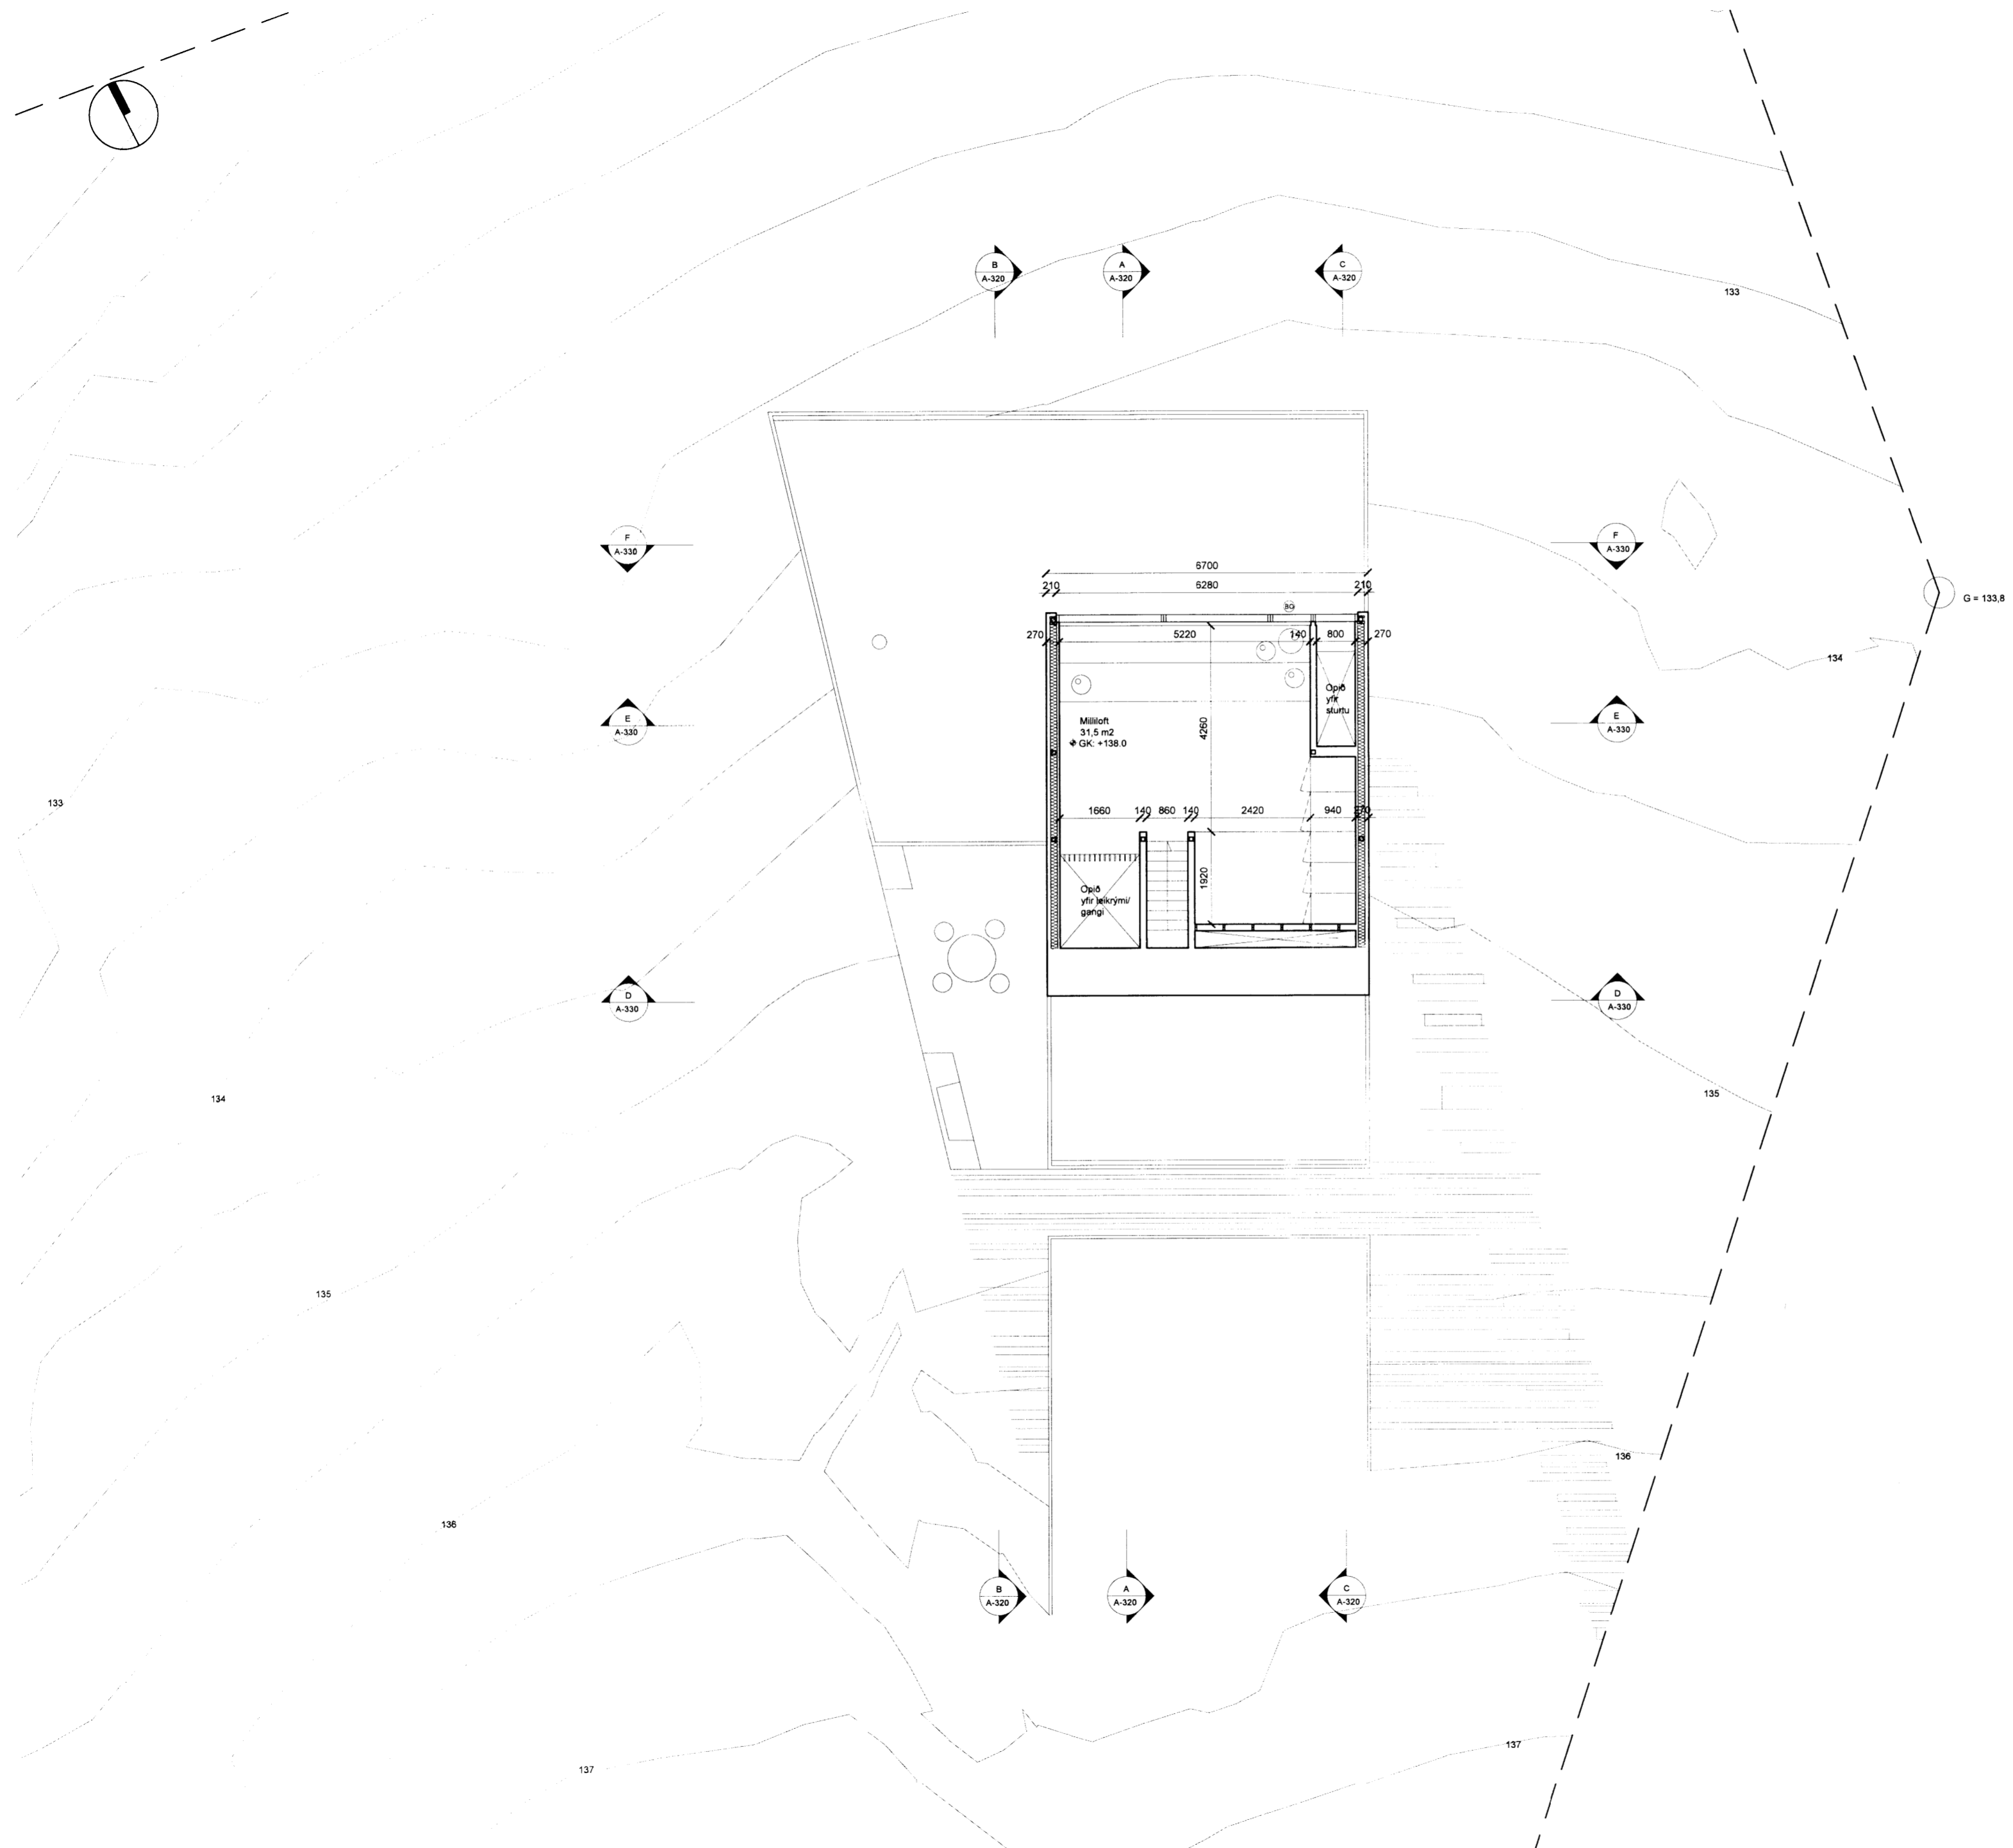 B
A-320
A
A-320
C
A-320
133
F
A-330
F
A-330
6700
210
6280
210
G = 133,8
BO
270
5220
140
800
270
134
Opið
yfir
sturtu
E
A-330
E
A-330
Milliloft
31,5 m2
GK: +138.0
4260
133
1660
140
860
140
2420
940
270
1920
Opið
yfir leikrými/
gangi
D
A-330
D
A-330
134
135
135
136
136
B
A-320
A
A-320
C
A-320
137
137